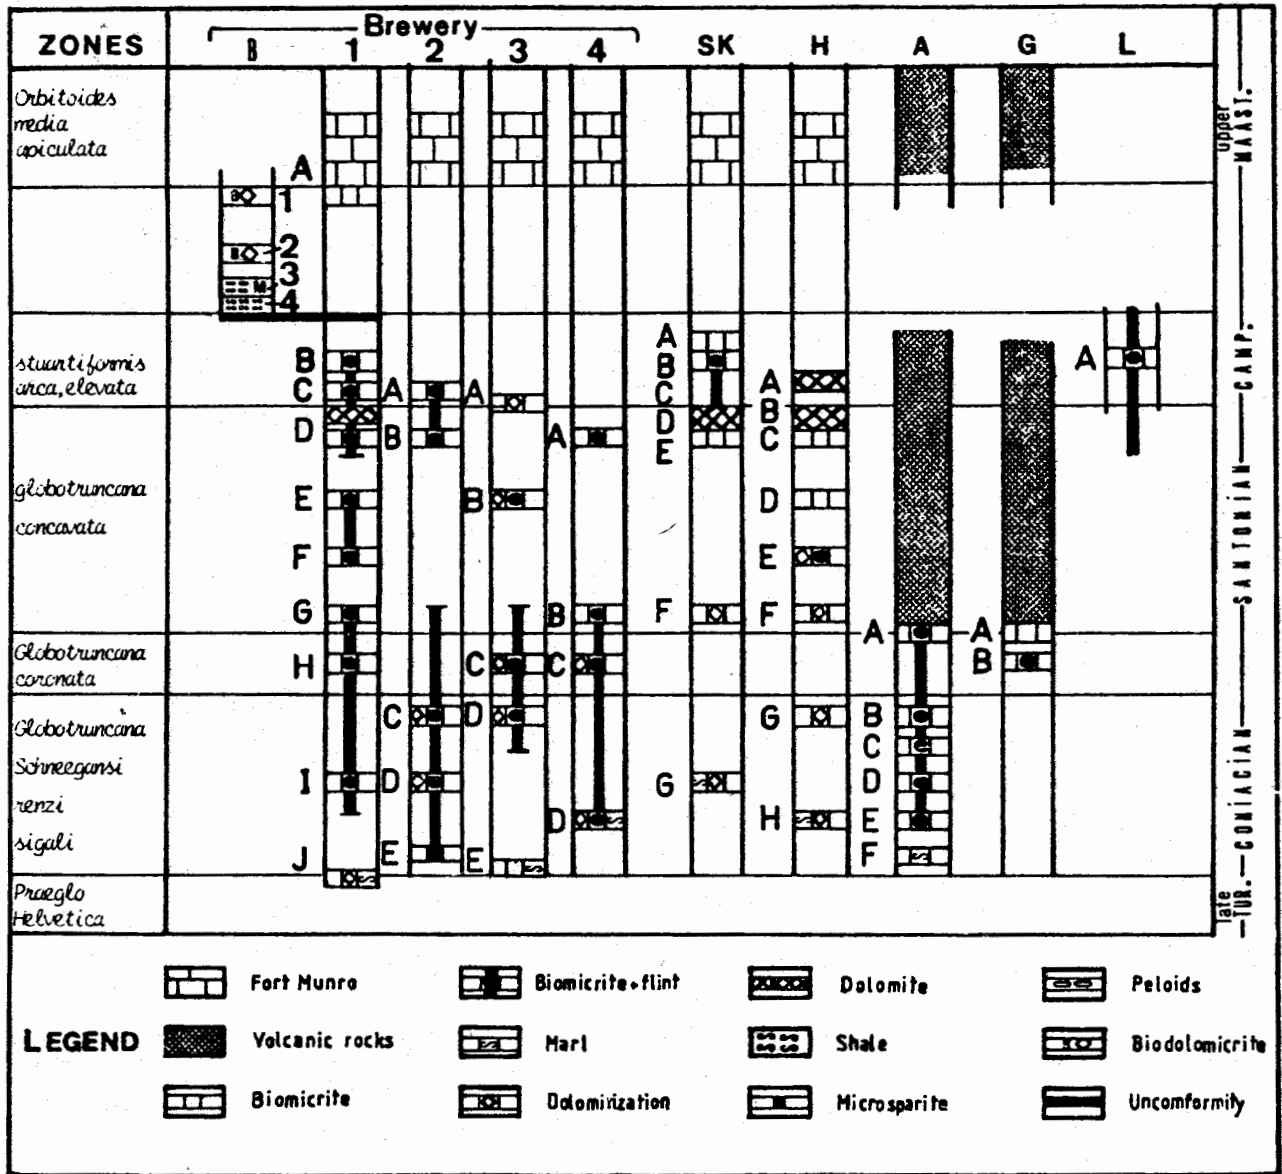 Brewery
ZONES B 1 2 3 4 SK H A G L
Orbitoides
media
apiculata
A
1
2
3
M
4
stuartiformis
arca, elevata
B
C A A
A
B
C
D
E
A
B
C
A
D B A
globotruncana
concavata
E B D
F E
G B F F
A A
Globotruncana
coronata
H C C B
Globotruncana
Schneegansi
renzi
sigali
C D G B
C
I D G D
D H E
J E E F
Praeglo
Helvetica
upper
MAAST.
CAMP.
SANTONIAN
CONIACIAN
late
TUR.
LEGEND
Fort Munro Biomicrite+flint Dolomite Peloids
Volcanic rocks Marl Shale Biodolomicrite
Biomicrite Dolomitization Microsparite Uncomformity